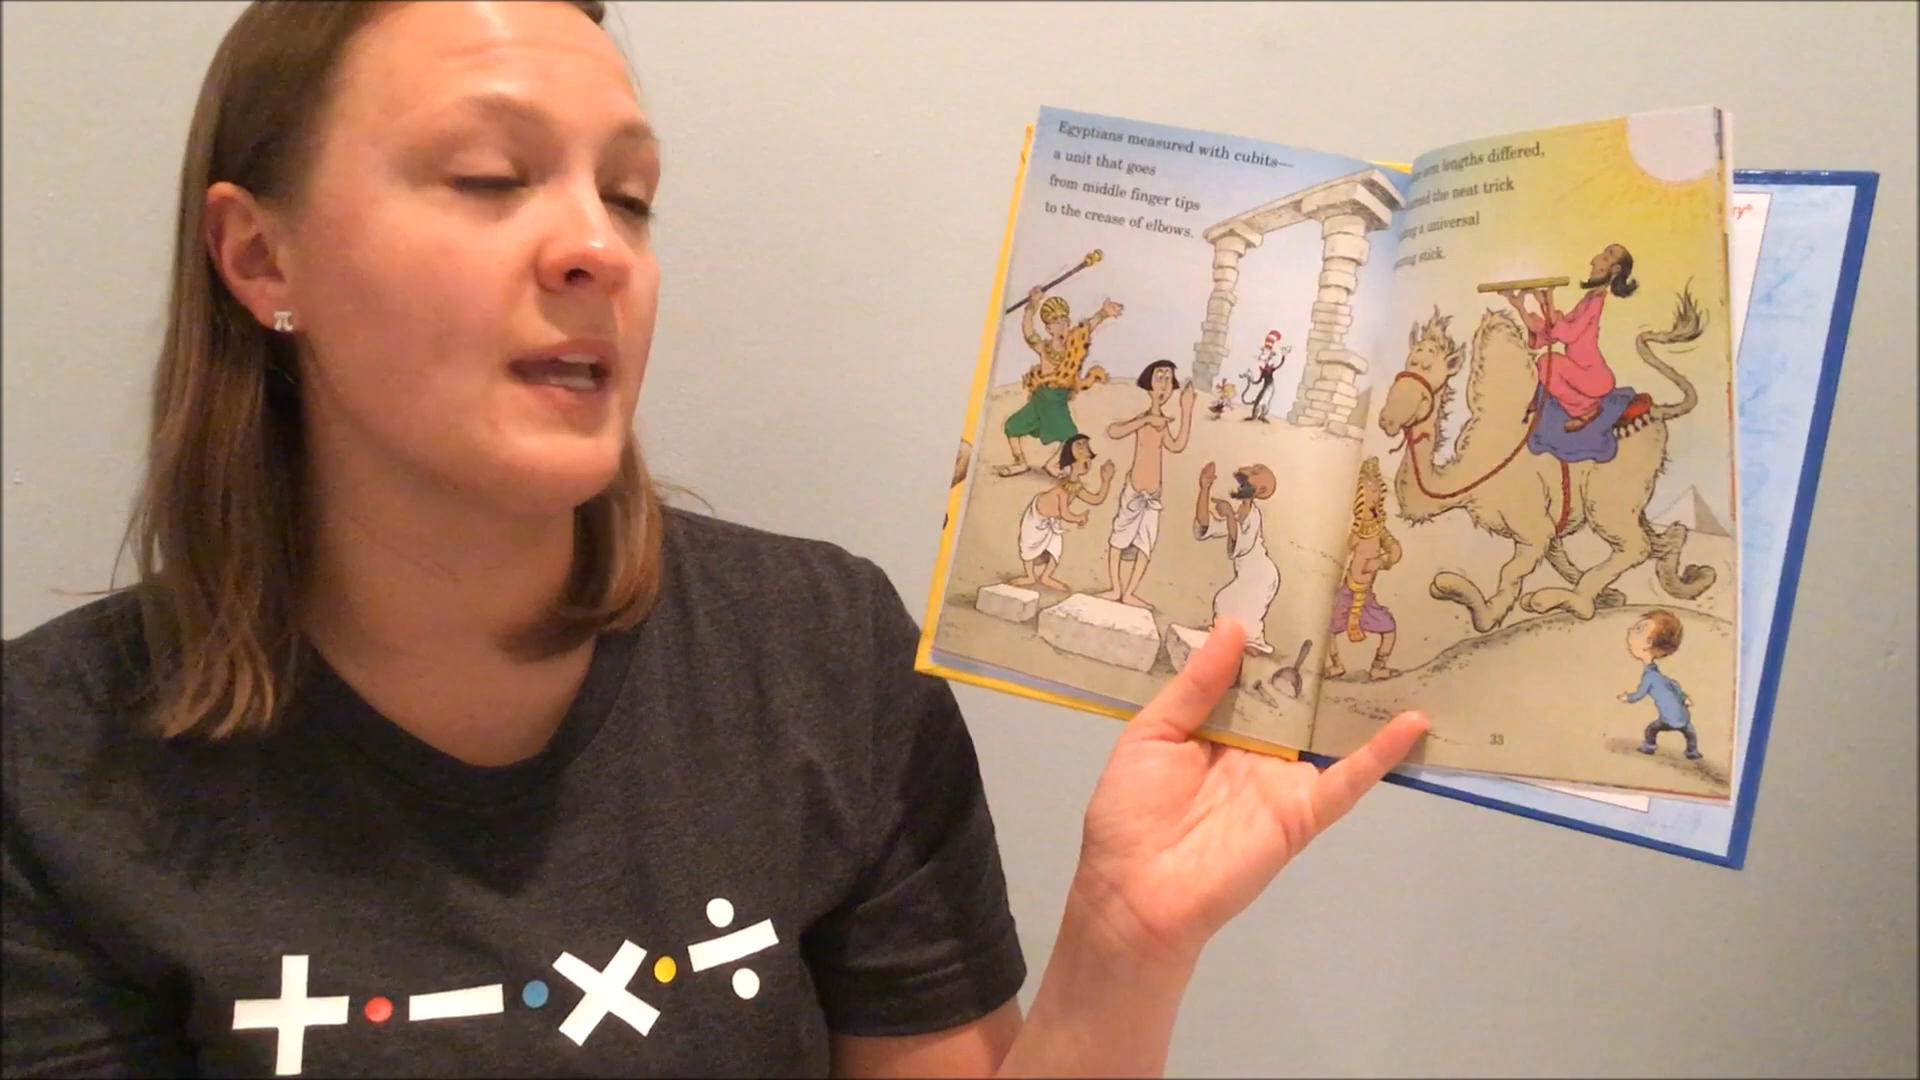 Egyptians measured with cubits—
a unit that goes
from middle finger tips
to the crease of elbows.
arm lengths differed,
the neat trick
a universal
stick.
33
+ • − • × • ÷
π